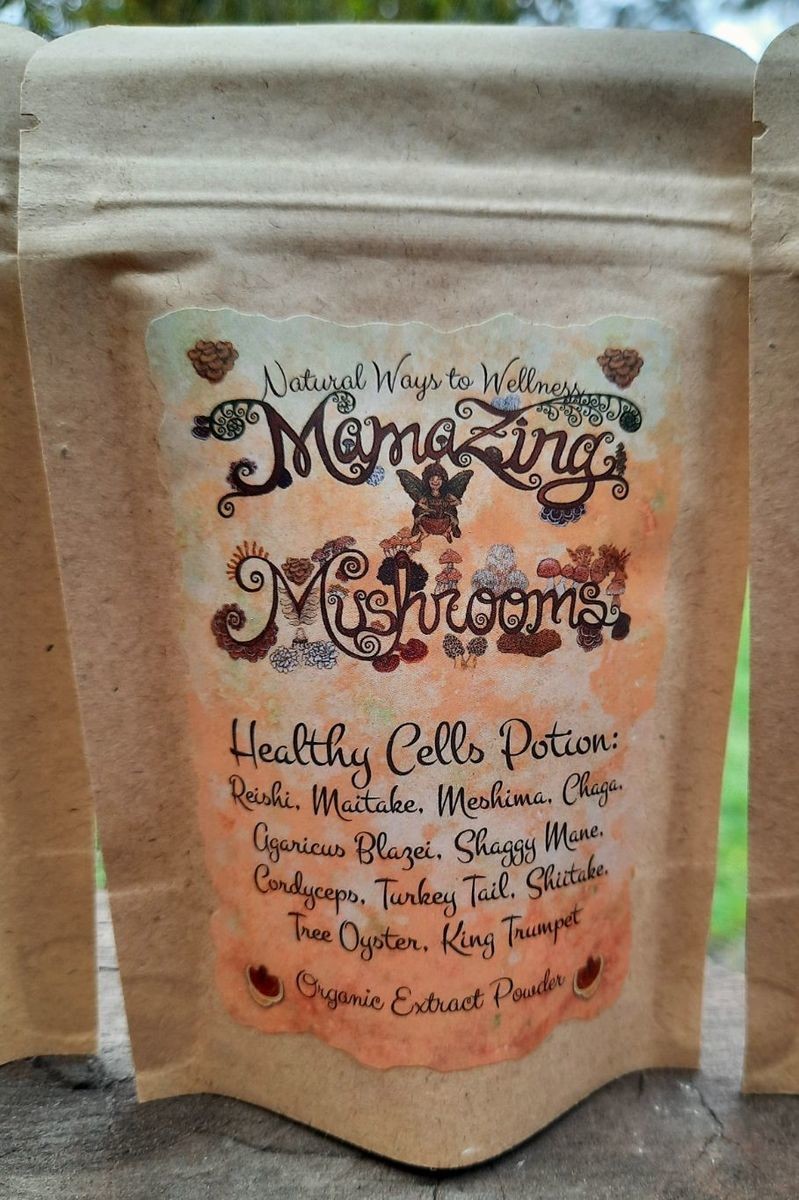 Natural Ways to Wellness
MamaZing
Mushrooms
Healthy Cells Potion:
Reishi, Maitake, Meshima, Chaga,
Agaricus Blazei, Shaggy Mane,
Cordyceps, Turkey Tail, Shiitake,
Tree Oyster, King Trumpet
Organic Extract Powder